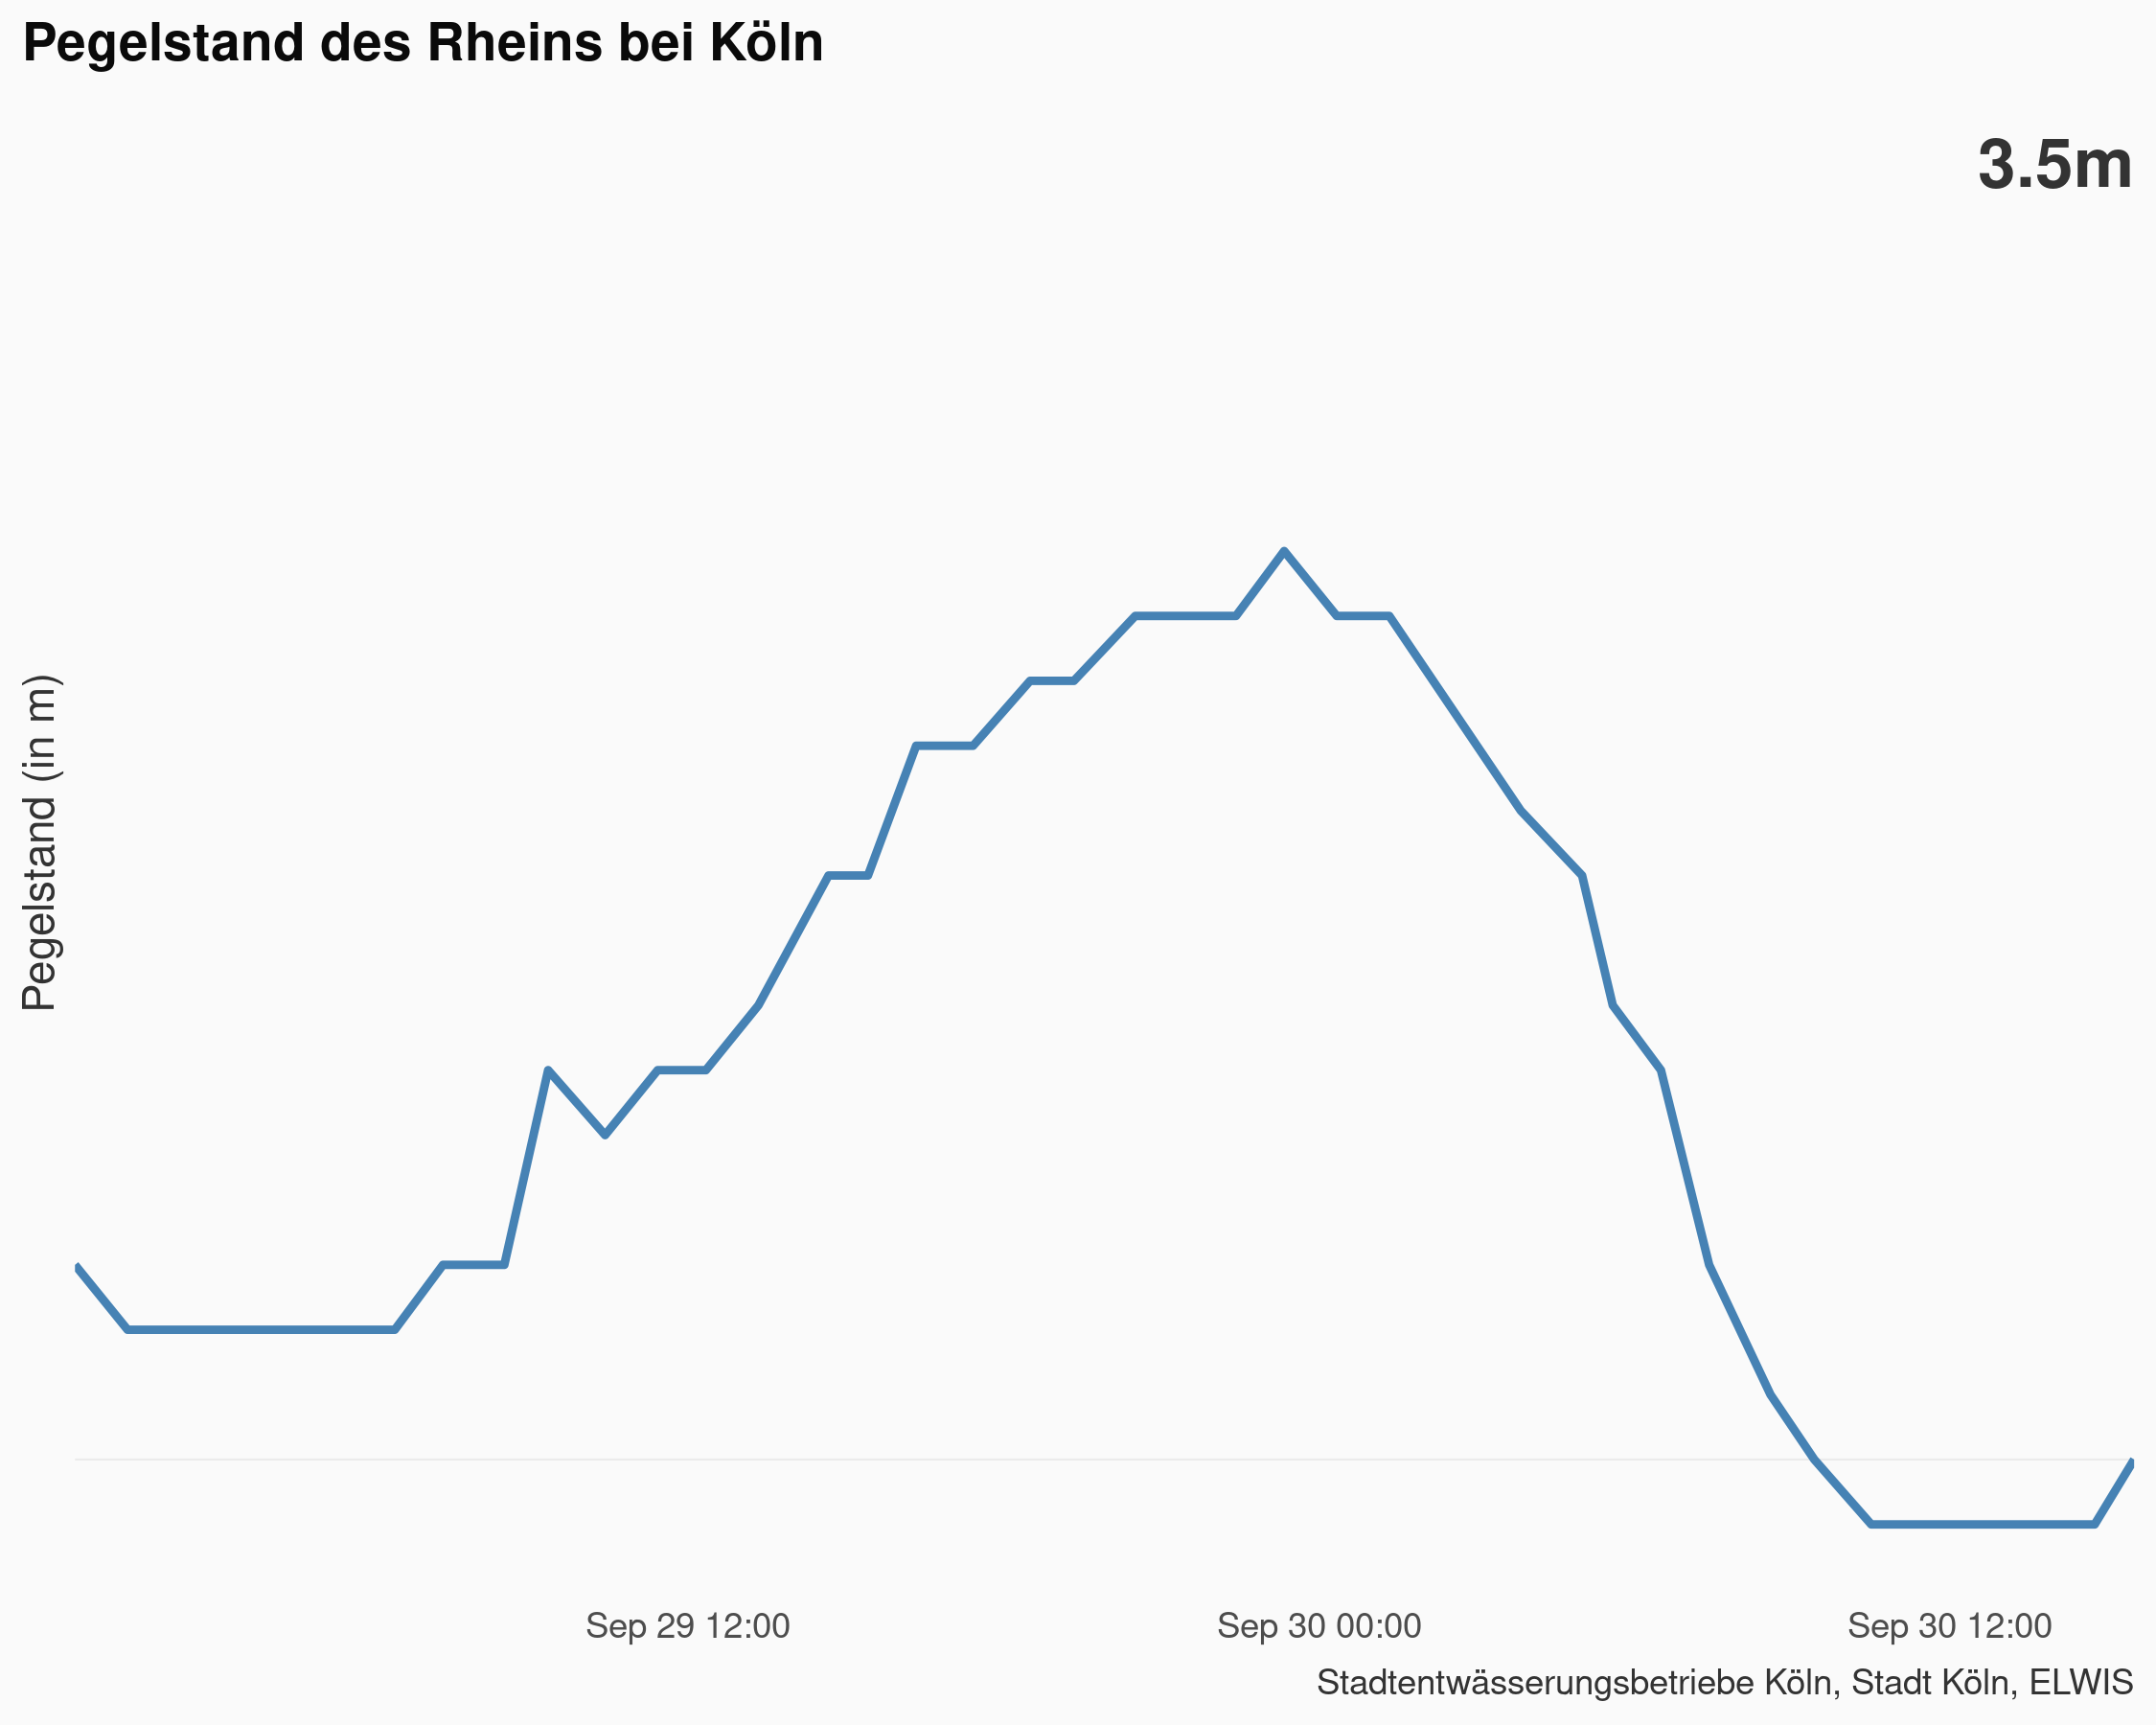 Pegelstand des Rheins bei Köln
3.5m
Pegelstand (in m)
Sep 29 12:00
Sep 30 00:00
Sep 30 12:00
Stadtentwässerungsbetriebe Köln, Stadt Köln, ELWIS